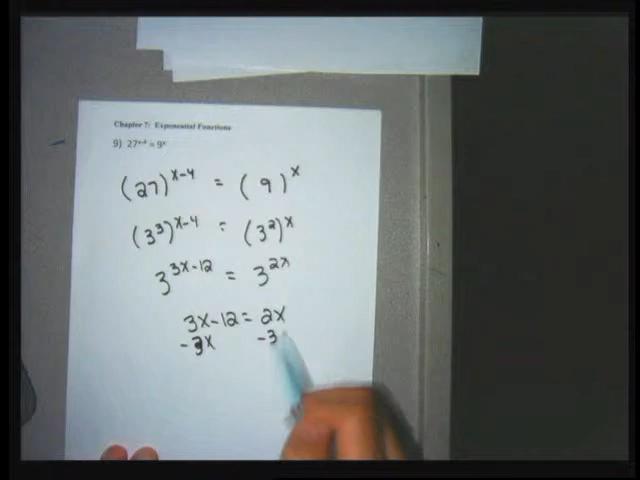 Chapter 7: Exponential Functions
9) 27^(x-4) = 9^x
(27)^(x-4) = (9)^x
(3^3)^(x-4) = (3^2)^x
3^(3x-12) = 3^(2x)
3x-12 = 2x
-3x -3